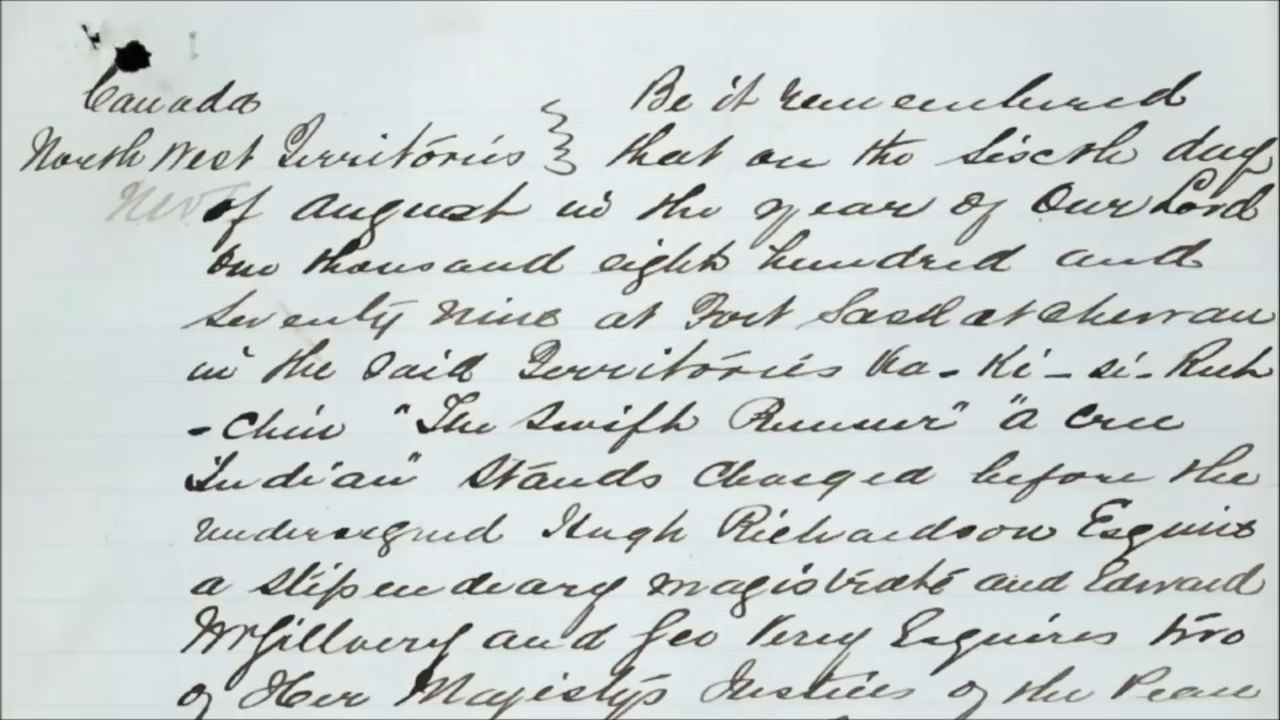 Canada } Be it remembered
North West Territories } that on the Sixth day
of August in the year of Our Lord
One thousand eight hundred and
Seventy Nine at Fort Saskatchewan
in the said Territories Ka-Ki-si-Kut
-Chin "The Swift Runner" "a Cree
Indian" Stands Charged before the
undersigned Hugh Richardson Esquire
a Stipendiary Magistrate and Edward
McGillvery and Geo Verey Esquires two
of Her Majesty's Justices of the Peace